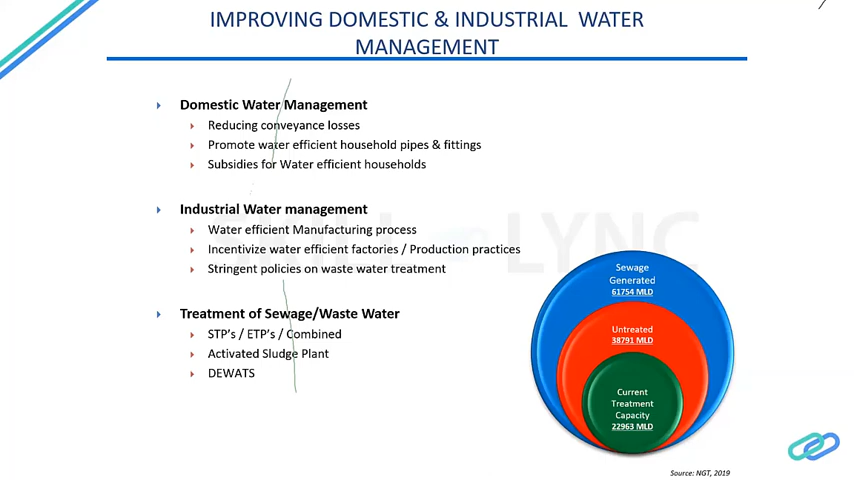 IMPROVING DOMESTIC & INDUSTRIAL WATER
MANAGEMENT
Domestic Water Management
Reducing conveyance losses
Promote water efficient household pipes & fittings
Subsidies for Water efficient households
Industrial Water management
Water efficient Manufacturing process
Incentivize water efficient factories / Production practices
Stringent policies on waste water treatment
SKILL LYNC
Treatment of Sewage/Waste Water
STP's / ETP's / Combined
Activated Sludge Plant
DEWATS
Sewage
Generated
61754 MLD
Untreated
38791 MLD
Current
Treatment
Capacity
22963 MLD
Source: NGT, 2019